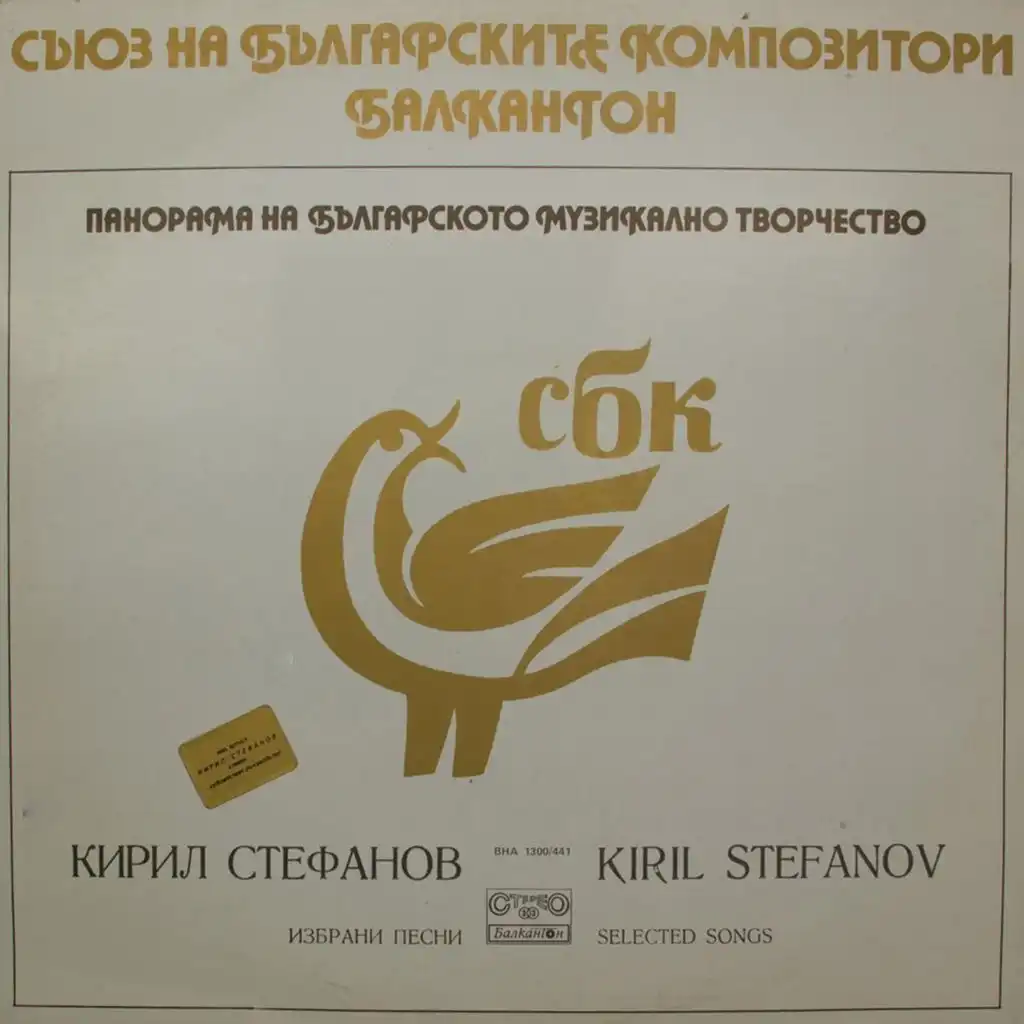 СЪЮЗ НА БЪЛГАРСКИТЕ КОМПОЗИТОРИ
БАЛКАНТОН
ПАНОРАМА НА БЪЛГАРСКОТО МУЗИКАЛНО ТВОРЧЕСТВО
сбк
КИРИЛ СТЕФАНОВ
ВНА 1300/441
KIRIL STEFANOV
СТЕРЕО
33
Балкантон
ИЗБРАНИ ПЕСНИ
SELECTED SONGS